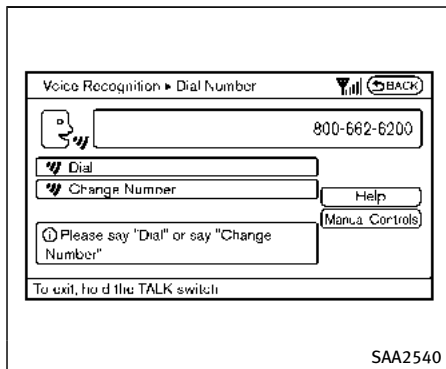 Voice Recognition ▸ Dial Number
BACK
800-662-6200
Dial
Change Number
Help
Manual Controls
Please say "Dial" or say "Change
Number"
To exit, hold the TALK switch
SAA2540